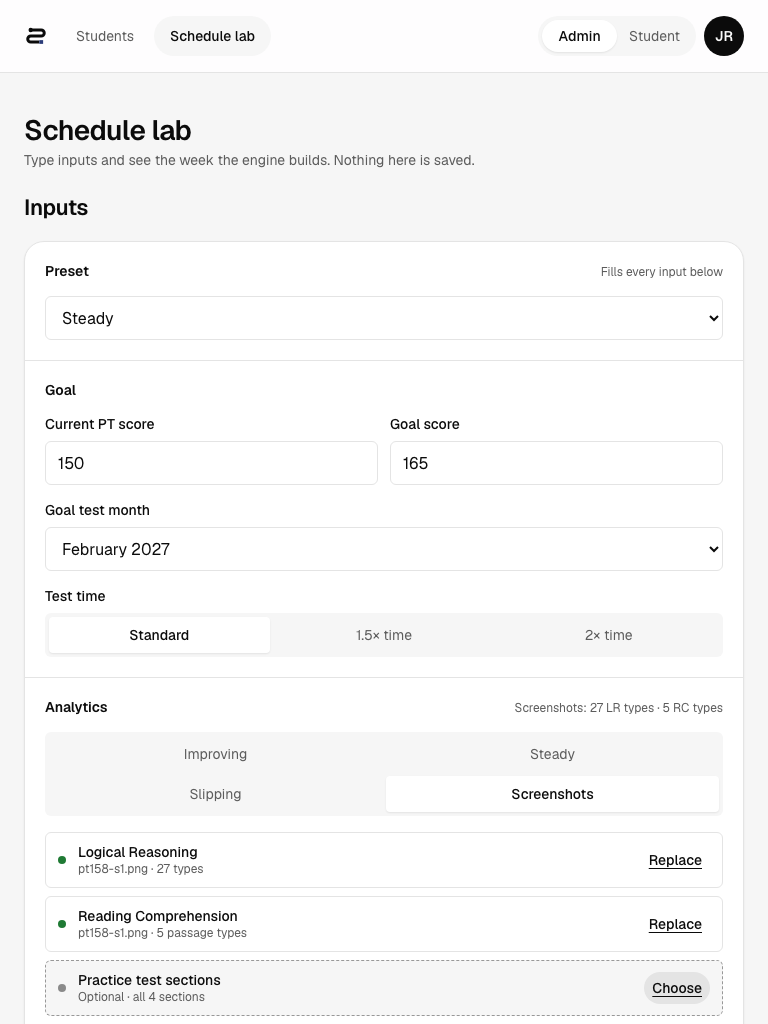 Students
Schedule lab
Admin
Student
JR
Schedule lab
Type inputs and see the week the engine builds. Nothing here is saved.
Inputs
Preset
Fills every input below
Steady
Goal
Current PT score
Goal score
150
165
Goal test month
February 2027
Test time
Standard
1.5× time
2× time
Analytics
Screenshots: 27 LR types · 5 RC types
Improving
Steady
Slipping
Screenshots
Logical Reasoning
pt158-s1.png · 27 types
Replace
Reading Comprehension
pt158-s1.png · 5 passage types
Replace
Practice test sections
Optional · all 4 sections
Choose